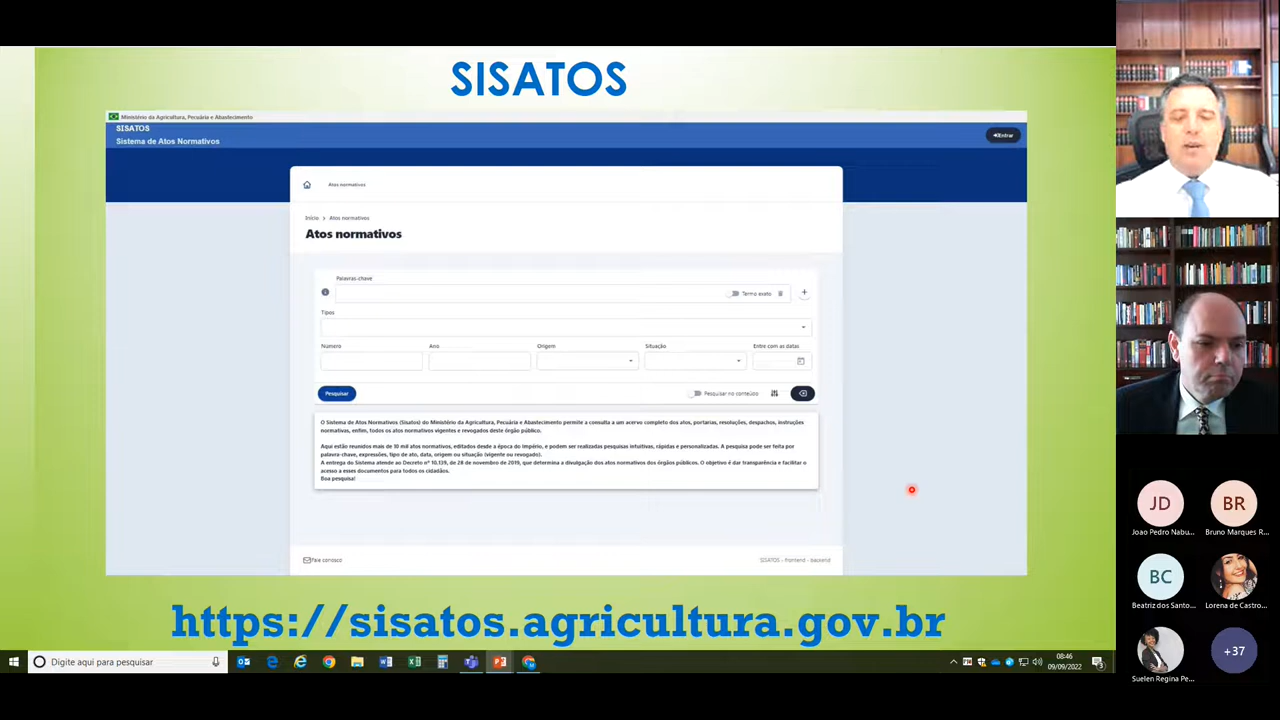 SISATOS
Ministério da Agricultura, Pecuária e Abastecimento
SISATOS
Sistema de Atos Normativos
Entrar
Atos normativos
Início > Atos normativos
Atos normativos
Palavras-chave
Termo exato
+
Tipos
Número
Ano
Origem
Situação
Entre com as datas
Pesquisar
Pesquisar no conteúdo
O Sistema de Atos Normativos (Sisatos) do Ministério da Agricultura, Pecuária e Abastecimento permite a consulta a um acervo completo dos atos, portarias, resoluções, despachos, instruções
normativas, enfim, todos os atos normativos vigentes e revogados deste órgão público.
Aqui estão reunidos mais de 30 mil atos normativos, editados desde a época do Império, e podem ser realizadas pesquisas intuitivas, rápidas e personalizadas. A pesquisa pode ser feita por
palavra-chave, expressões, tipo de ato, data, origem ou situação (vigente ou revogado).
A entrega do Sistema atende ao Decreto nº 10.139, de 28 de novembro de 2019, que determina a divulgação dos atos normativos dos órgãos públicos. O objetivo é dar transparência e facilitar o
acesso a esses documentos para todos os cidadãos.
Boa pesquisa!
Fale conosco
SISATOS - frontend - backend
https://sisatos.agricultura.gov.br
Digite aqui para pesquisar
08:46
09/09/2022
3
JD
Joao Pedro Nabu...
BR
Bruno Marques R...
BC
Beatriz dos Santo...
Lorena de Castro...
Suelen Regina Pe...
+37